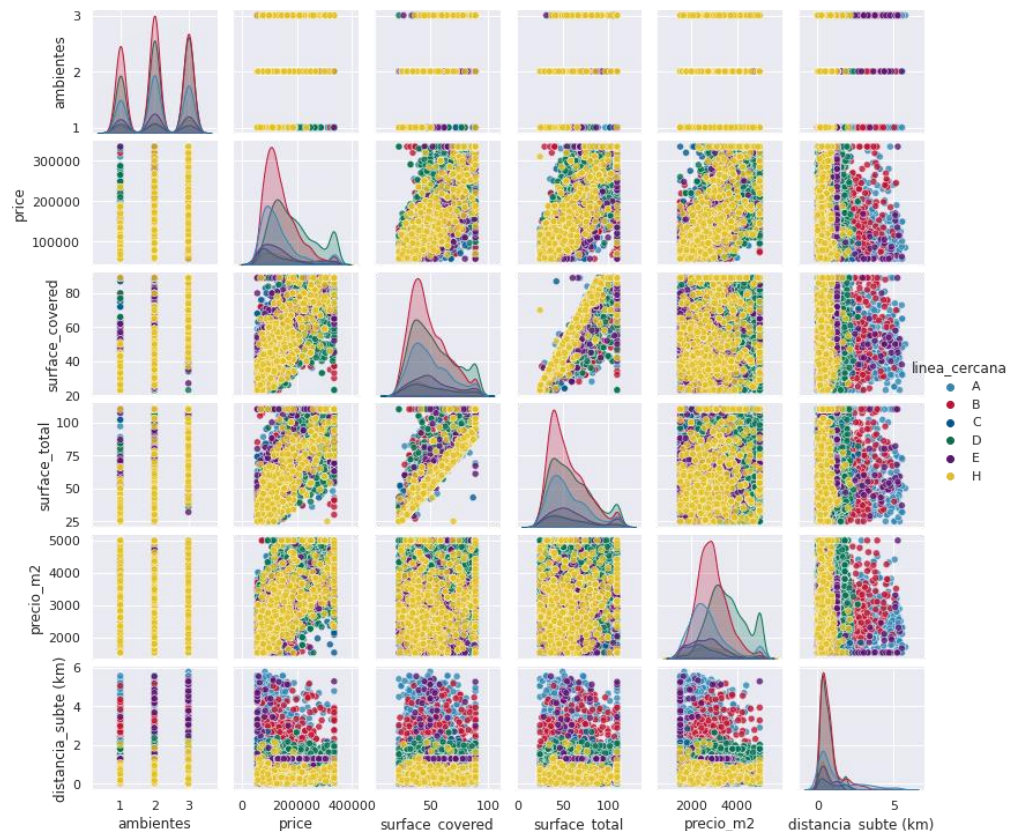 ambientes
3
2
1
price
300000
200000
100000
surface_covered
80
60
40
20
linea_cercana
A
B
C
D
E
H
surface_total
100
75
50
25
precio_m2
5000
4000
3000
2000
distancia_subte (km)
6
4
2
0
1 2 3
0 200000 400000
50 100
0 50 100
2000 4000
0 5
ambientes price surface_covered surface_total precio_m2 distancia_subte (km)